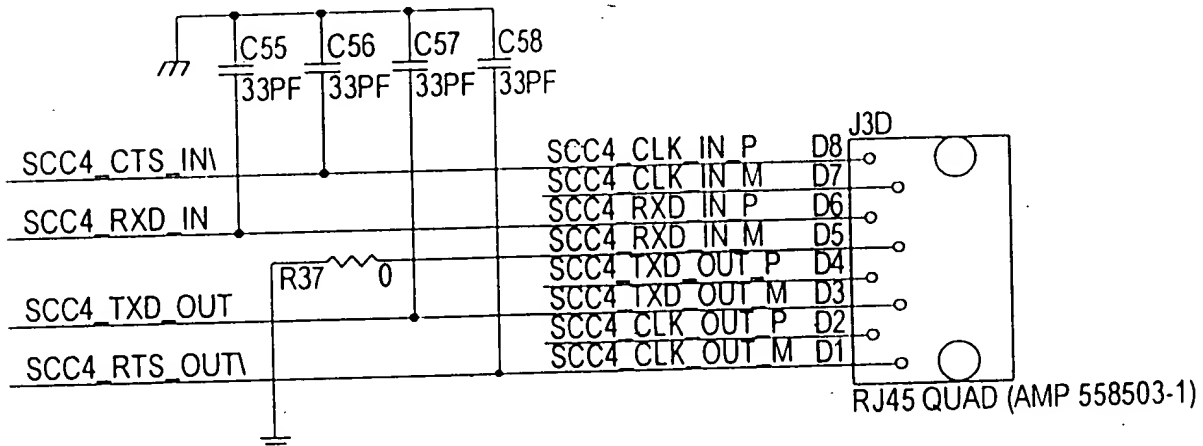 C55
33PF
C56
33PF
C57
33PF
C58
33PF
SCC4_CTS_IN\
SCC4_RXD_IN
R37
0
SCC4_TXD_OUT
SCC4_RTS_OUT\
J3D
SCC4_CLK_IN_P D8
SCC4_CLK_IN_M D7
SCC4_RXD_IN_P D6
SCC4_RXD_IN_M D5
SCC4_TXD_OUT_P D4
SCC4_TXD_OUT_M D3
SCC4_CLK_OUT_P D2
SCC4_CLK_OUT_M D1
RJ45 QUAD (AMP 558503-1)